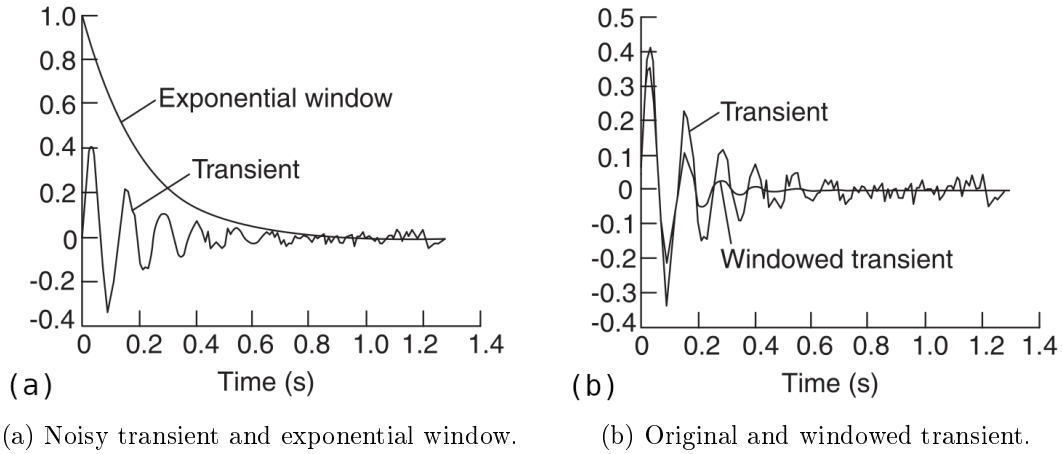 1.0
0.8
0.6
0.4
0.2
0
-0.2
-0.4
Exponential window
Transient
0 0.2 0.4 0.6 0.8 1.0 1.2 1.4
Time (s)
(a)
0.5
0.4
0.3
0.2
0.1
0
-0.1
-0.2
-0.3
-0.4
Transient
Windowed transient
0 0.2 0.4 0.6 0.8 1.0 1.2 1.4
Time (s)
(b)
(a) Noisy transient and exponential window.
(b) Original and windowed transient.